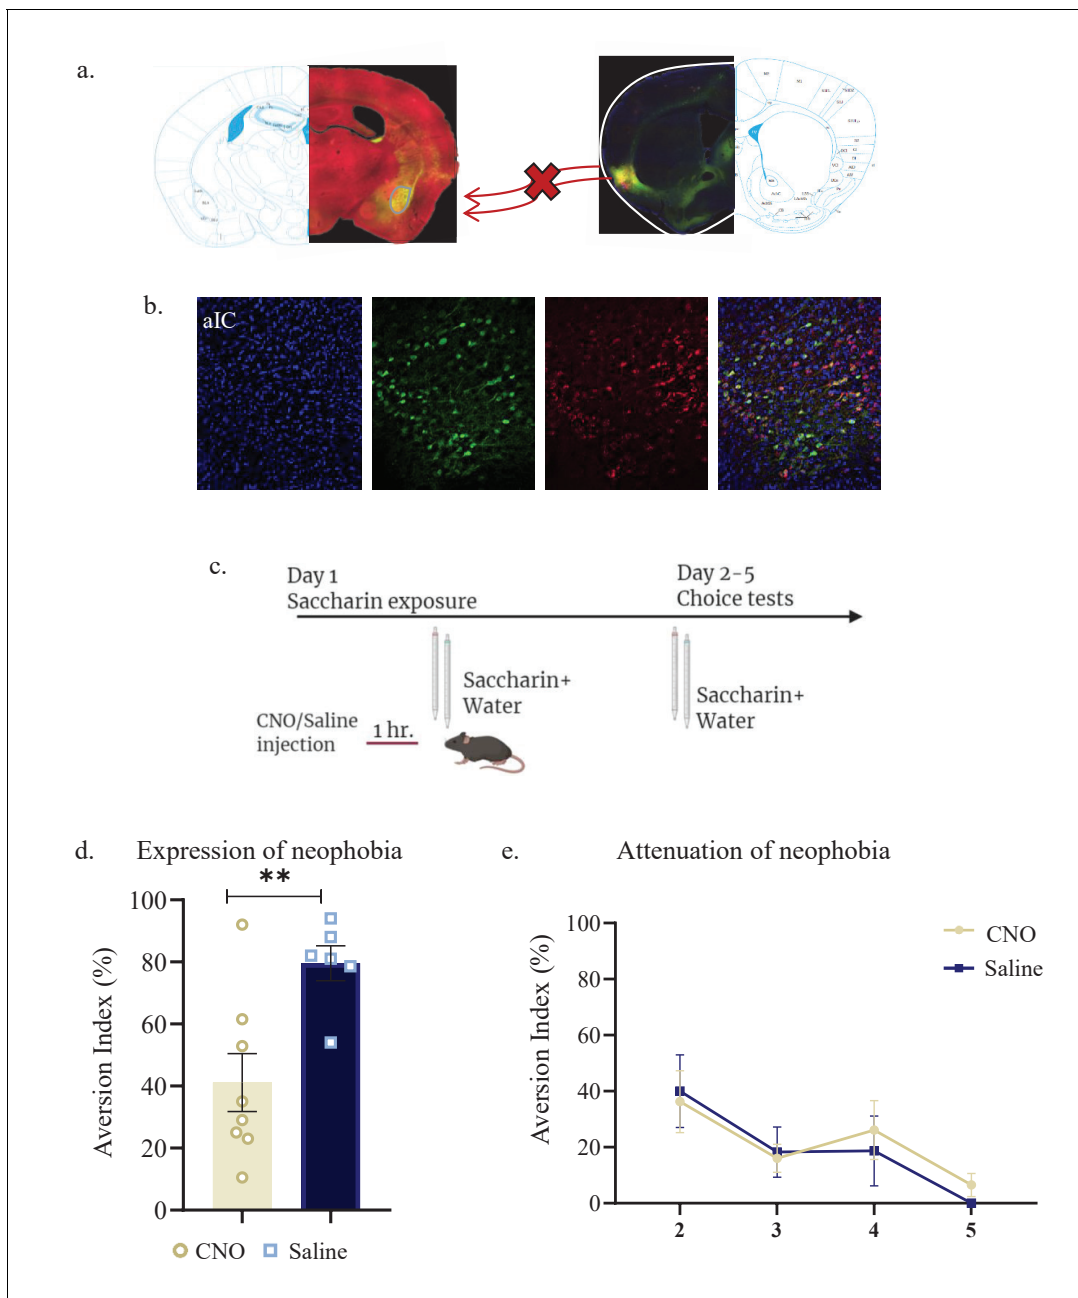 a.
b.
aIC
c.
Day 1
Saccharin exposure
Day 2-5
Choice tests
Saccharin+
Water
Saccharin+
Water
CNO/Saline
injection
1 hr.
d. Expression of neophobia
**
Aversion Index (%)
100
80
60
40
20
0
CNO
Saline
e. Attenuation of neophobia
Aversion Index (%)
100
80
60
40
20
0
2 3 4 5
CNO
Saline